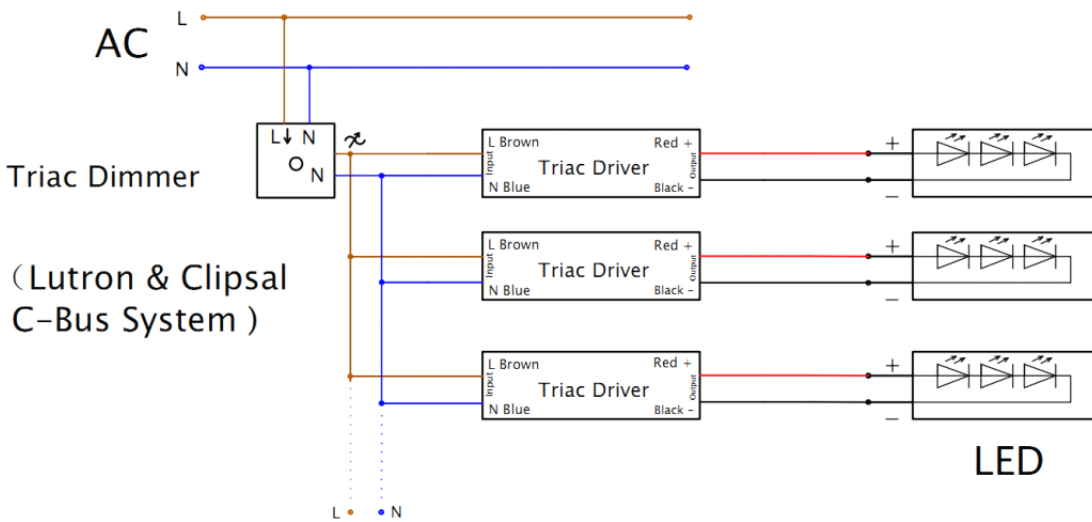 L
AC
N
L N
N
Triac Dimmer
(Lutron & Clipsal
C-Bus System )
L Brown
Input
N Blue
Triac Driver
Red +
Output
Black -
+
-
L Brown
Input
N Blue
Triac Driver
Red +
Output
Black -
+
-
L Brown
Input
N Blue
Triac Driver
Red +
Output
Black -
+
-
LED
L
N